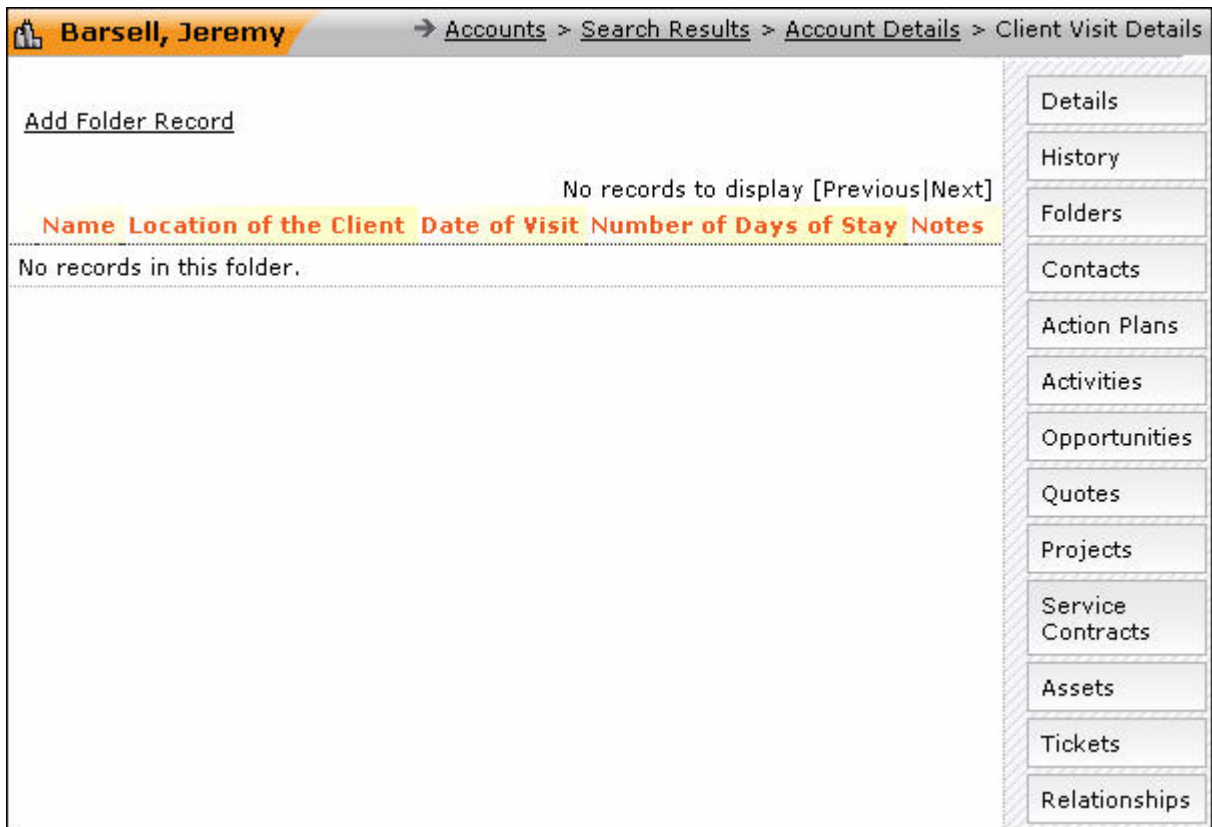 Barsell, Jeremy → Accounts > Search Results > Account Details > Client Visit Details
Add Folder Record
No records to display [Previous|Next]
Name Location of the Client Date of Visit Number of Days of Stay Notes
No records in this folder.
Details
History
Folders
Contacts
Action Plans
Activities
Opportunities
Quotes
Projects
Service
Contracts
Assets
Tickets
Relationships